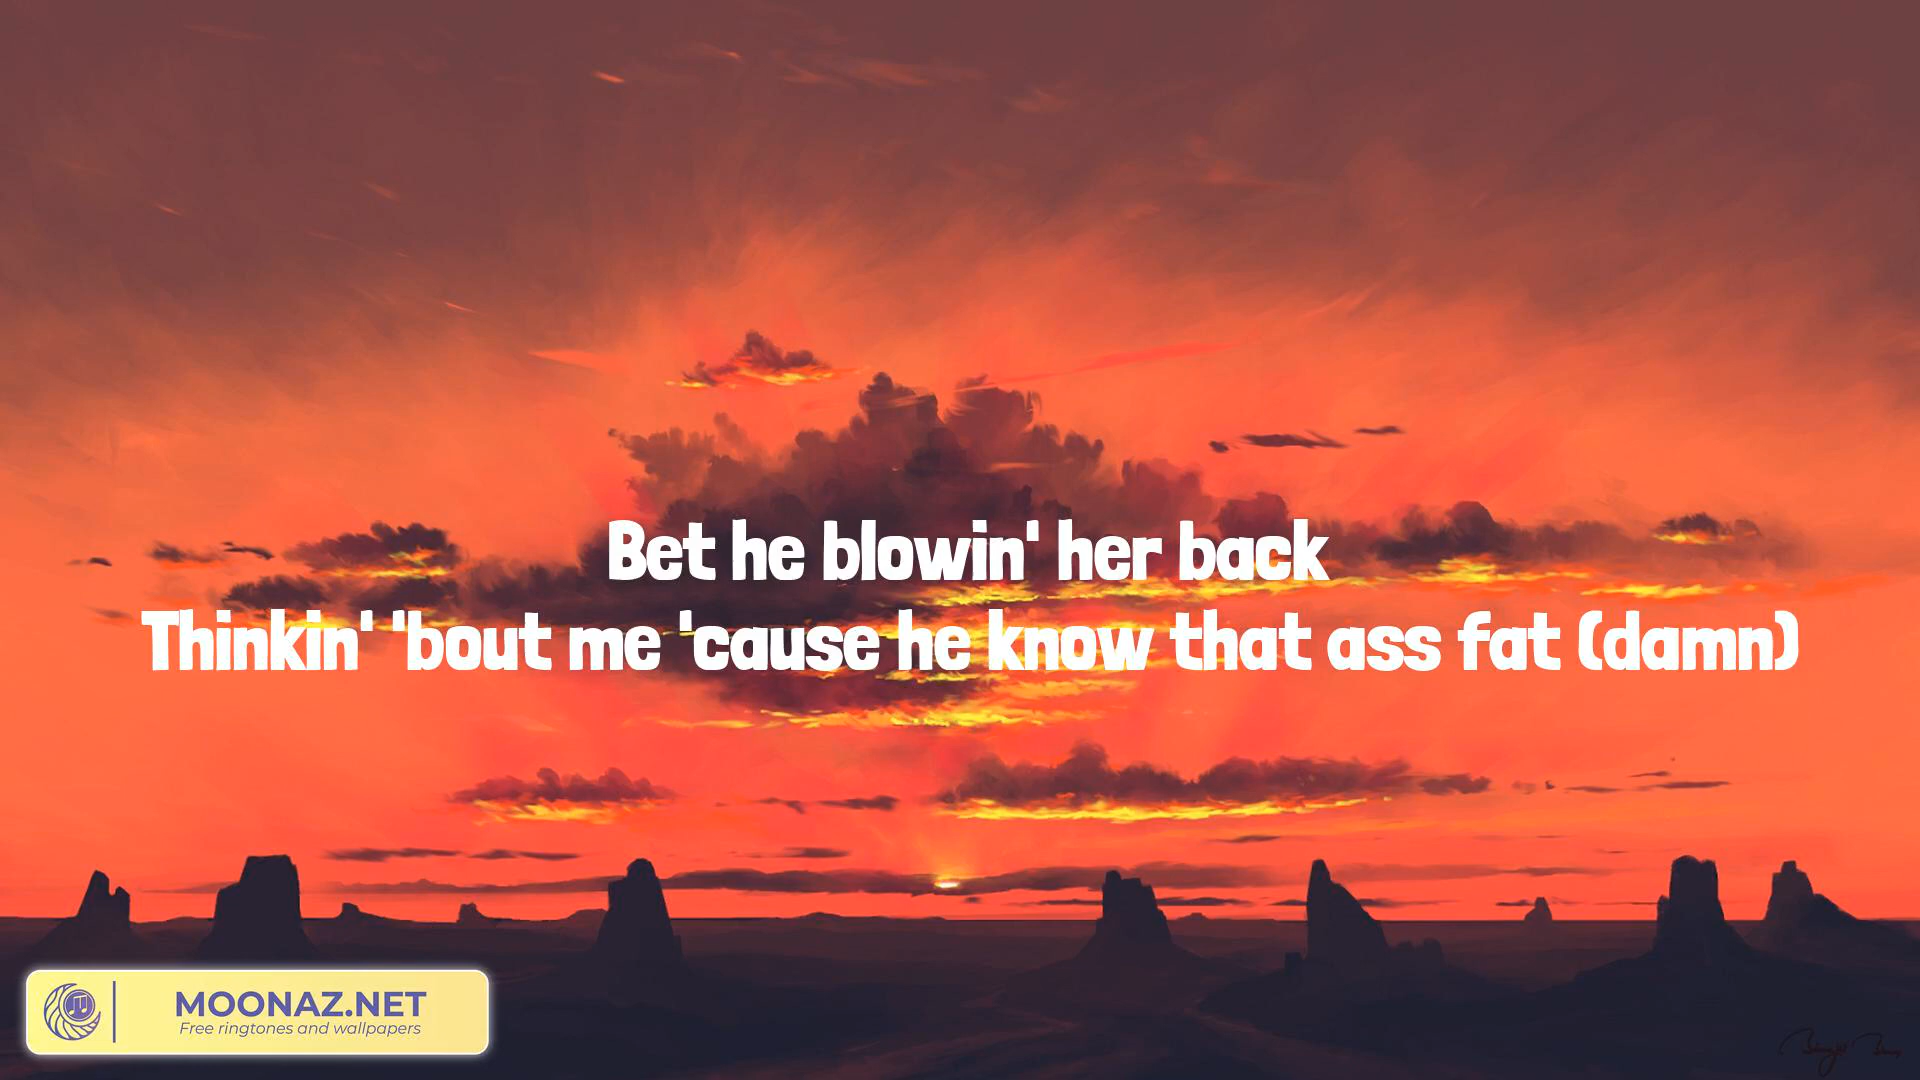 Bet he blowin' her back
Thinkin' 'bout me 'cause he know that ass fat (damn)
MOONAZ.NET
Free ringtones and wallpapers